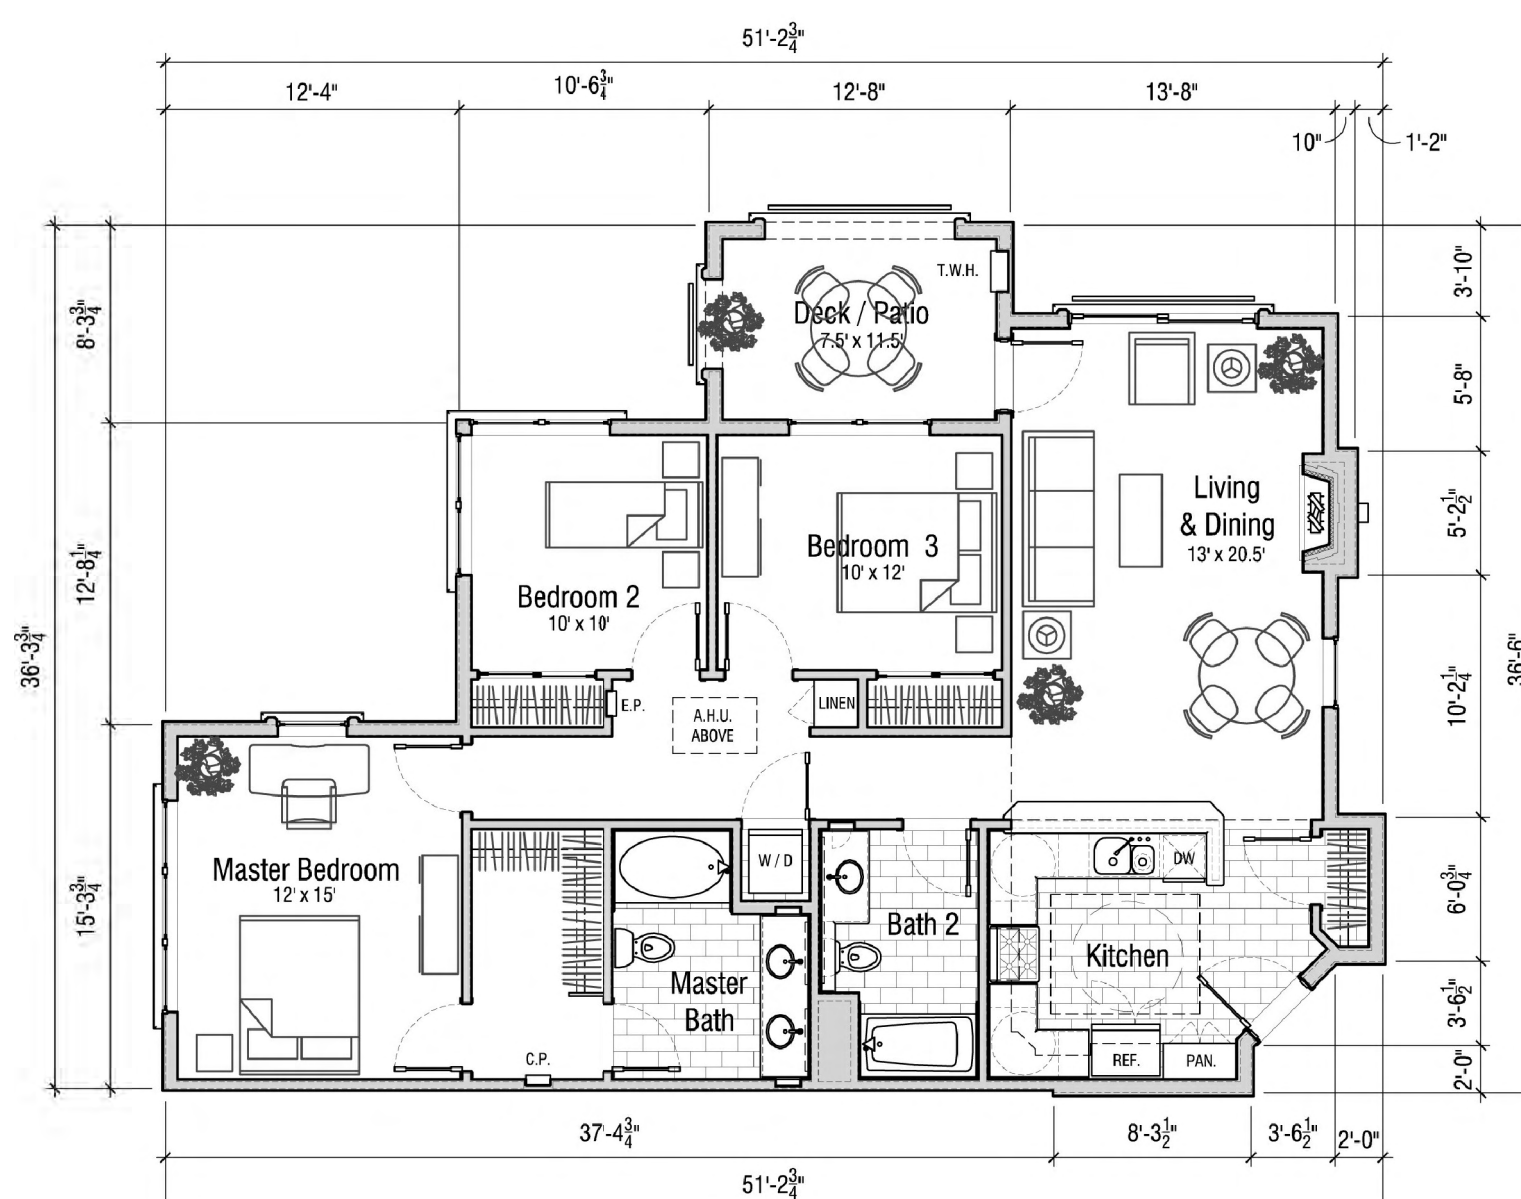 51'-2¾"
12'-4"
10'-6¾"
12'-8"
13'-8"
10"
1'-2"
36'-3¾"
8'-3¾"
12'-8¼"
15'-3¾"
3'-10"
5'-8"
5'-2½"
10'-2¼"
6'-0¾"
3'-6½"
2'-0"
36'-6"
T.W.H.
Deck / Patio
7.5' x 11.5'
Living
& Dining
13' x 20.5'
Bedroom 3
10' x 12'
Bedroom 2
10' x 10'
E.P.
A.H.U.
ABOVE
LINEN
Master Bedroom
12' x 15'
W / D
DW
Bath 2
Kitchen
Master
Bath
C.P.
REF.
PAN.
37'-4¾"
8'-3½"
3'-6½"
2'-0"
51'-2¾"